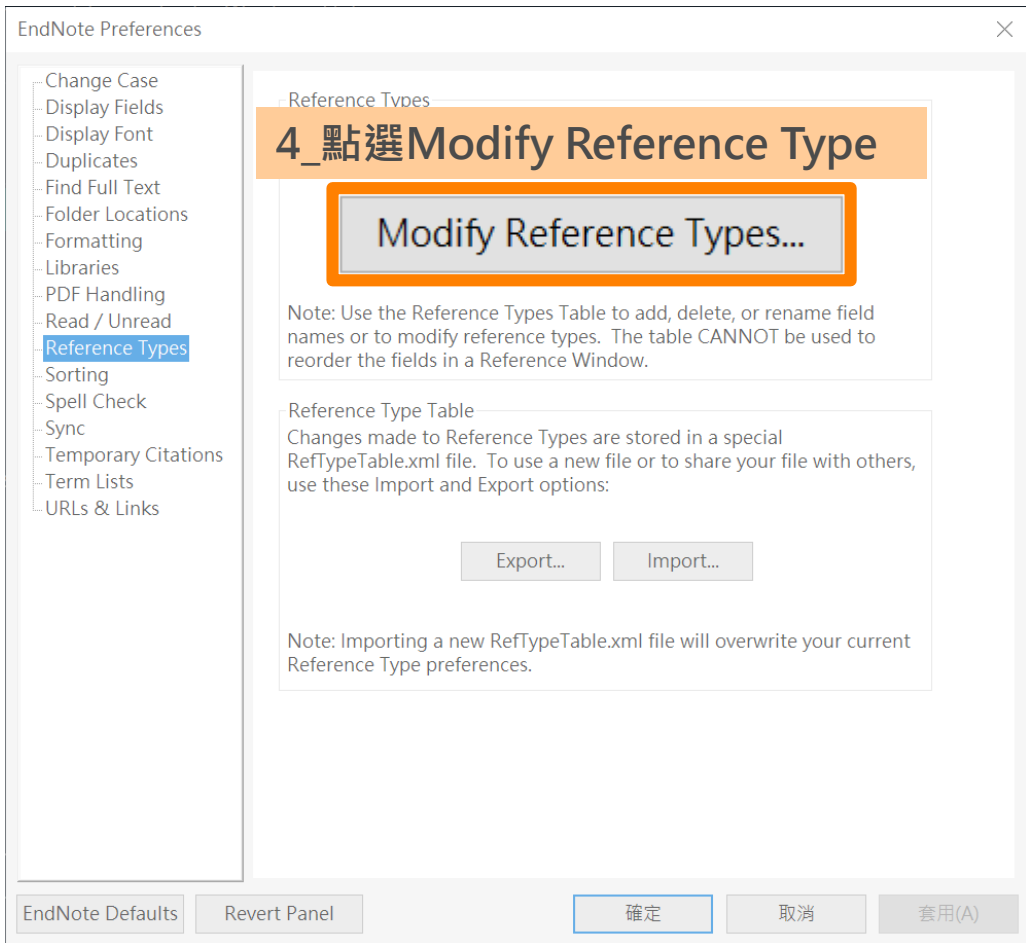 EndNote Preferences
Change Case
Display Fields
Display Font
Duplicates
Find Full Text
Folder Locations
Formatting
Libraries
PDF Handling
Read / Unread
Reference Types
Sorting
Spell Check
Sync
Temporary Citations
Term Lists
URLs & Links
Reference Types
4_點選Modify Reference Type
Modify Reference Types...
Note: Use the Reference Types Table to add, delete, or rename field
names or to modify reference types. The table CANNOT be used to
reorder the fields in a Reference Window.
Reference Type Table
Changes made to Reference Types are stored in a special
RefTypeTable.xml file. To use a new file or to share your file with others,
use these Import and Export options:
Export...
Import...
Note: Importing a new RefTypeTable.xml file will overwrite your current
Reference Type preferences.
EndNote Defaults
Revert Panel
確定
取消
套用(A)